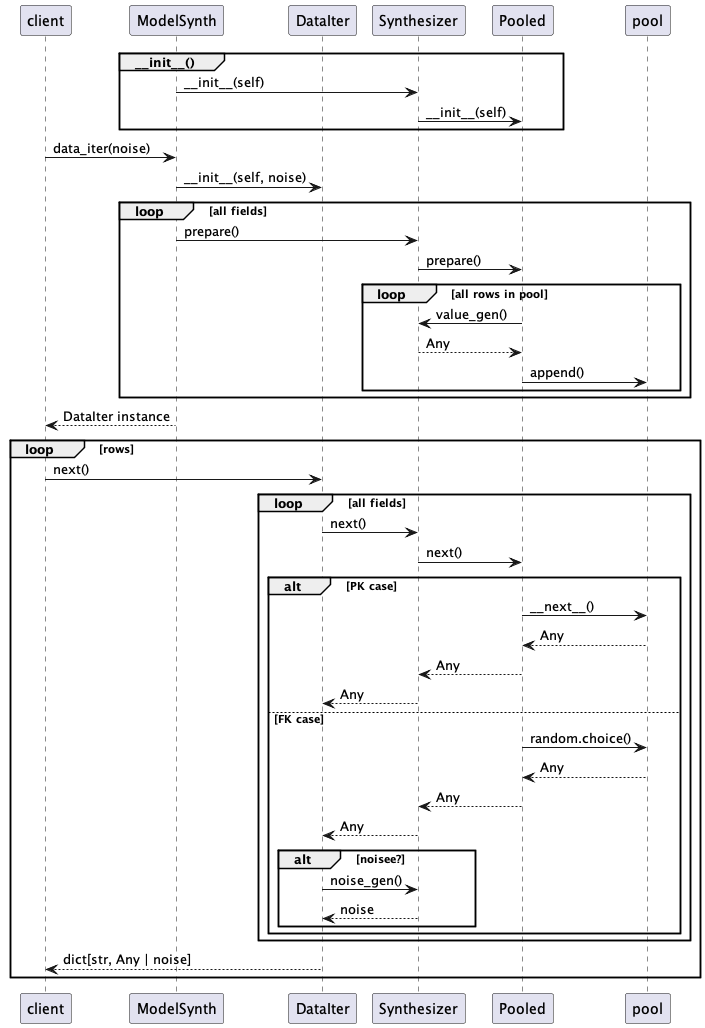 client ModelSynth DataIter Synthesizer Pooled pool
__init__()
__init__(self)
__init__(self)
data_iter(noise)
__init__(self, noise)
loop [all fields]
prepare()
prepare()
loop [all rows in pool]
value_gen()
Any
append()
DataIter instance
loop [rows]
next()
loop [all fields]
next()
next()
alt [PK case]
__next__()
Any
Any
Any
[FK case]
random.choice()
Any
Any
Any
alt [noisee?]
noise_gen()
noise
dict[str, Any | noise]
client ModelSynth DataIter Synthesizer Pooled pool